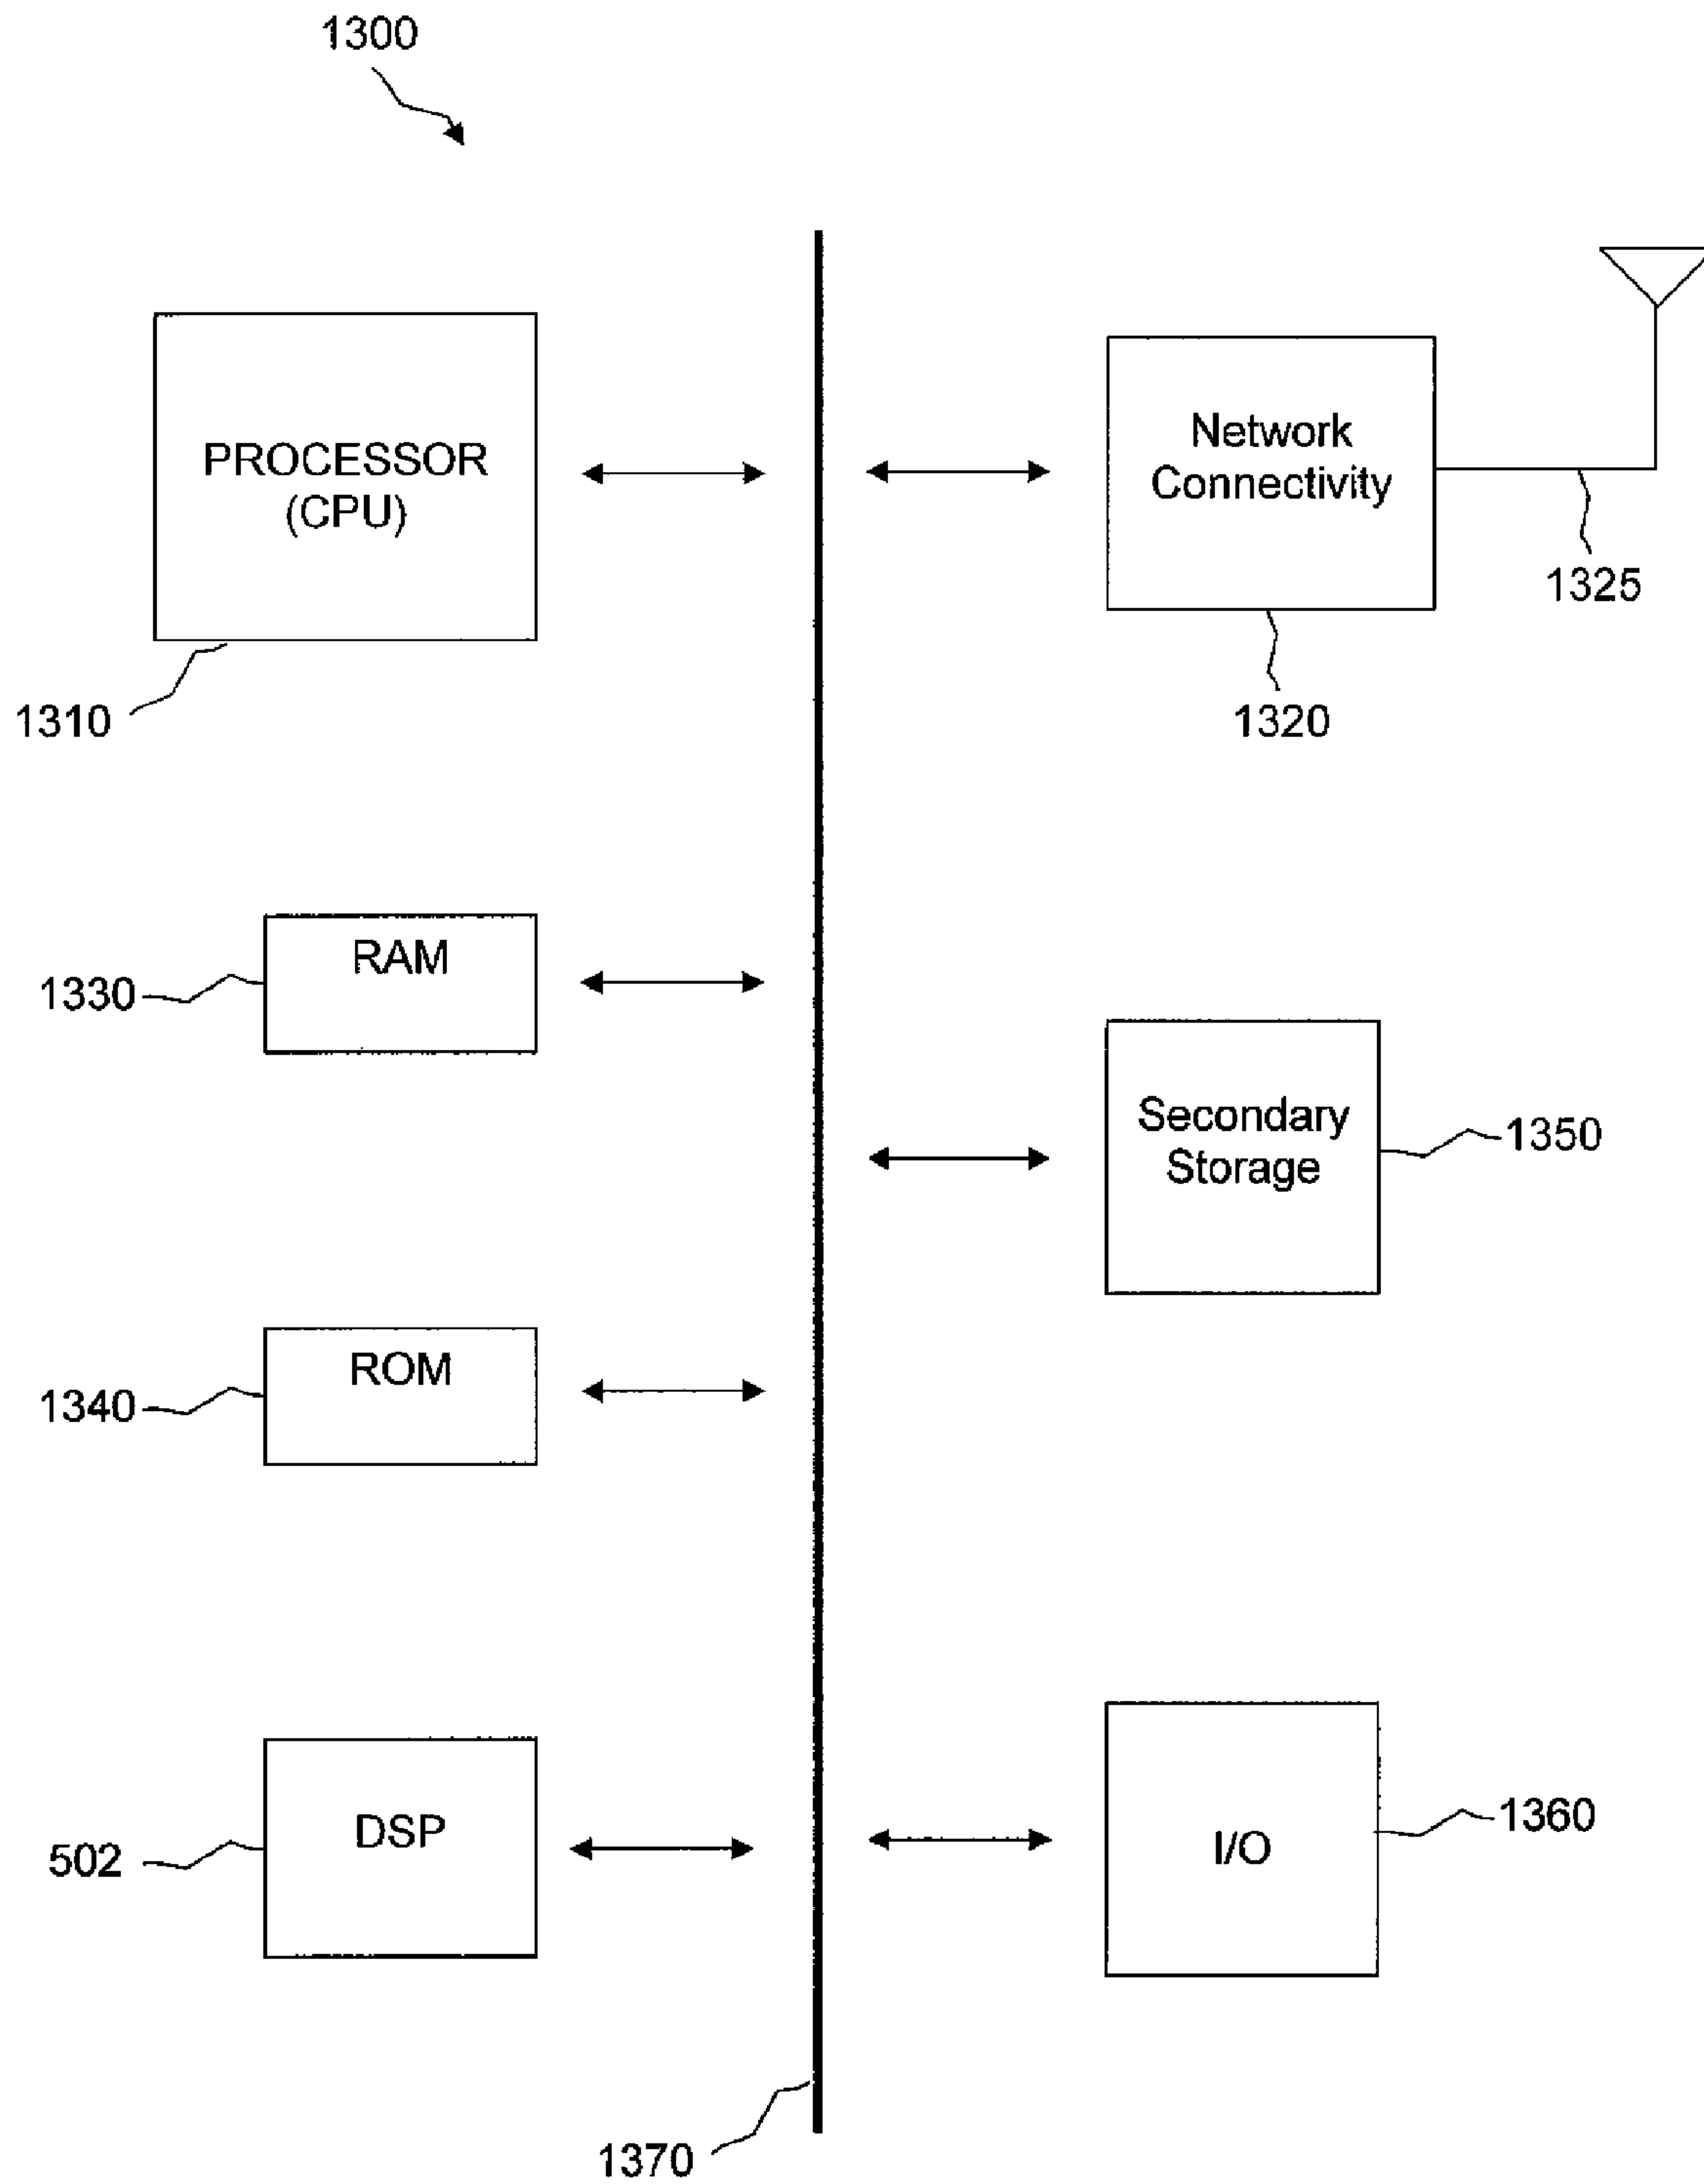 1300
PROCESSOR
(CPU)
1310
Network
Connectivity
1325
1320
RAM
1330
Secondary
Storage
1350
ROM
1340
DSP
502
I/O
1360
1370